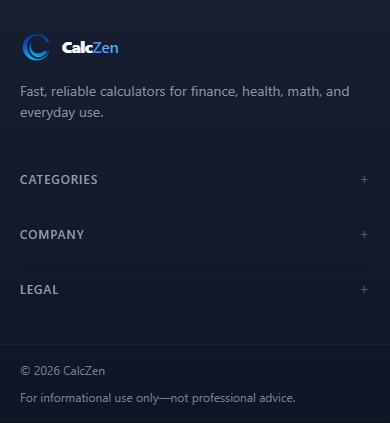 CalcZen
Fast, reliable calculators for finance, health, math, and
everyday use.
CATEGORIES +
COMPANY +
LEGAL +
© 2026 CalcZen
For informational use only—not professional advice.